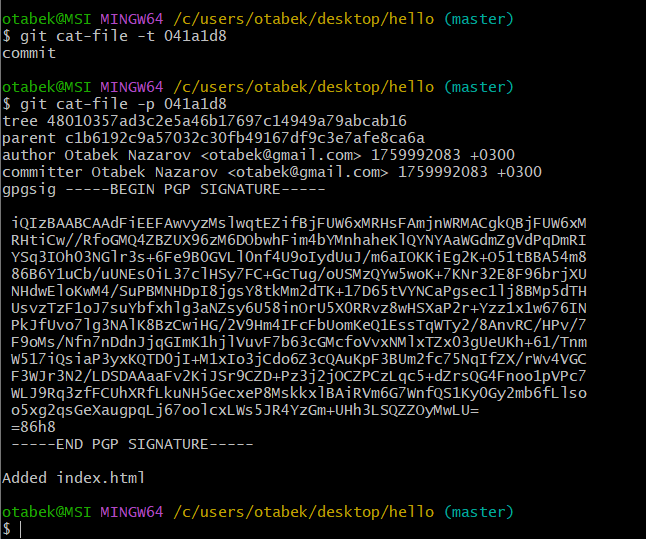 otabek@MSI MINGW64 /c/users/otabek/desktop/hello (master)
$ git cat-file -t 041a1d8
commit

otabek@MSI MINGW64 /c/users/otabek/desktop/hello (master)
$ git cat-file -p 041a1d8
tree 48010357ad3c2e5a46b17697c14949a79abcab16
parent c1b6192c9a57032c30fb49167df9c3e7afe8ca6a
author Otabek Nazarov <otabek@gmail.com> 1759992083 +0300
committer Otabek Nazarov <otabek@gmail.com> 1759992083 +0300
gpgsig -----BEGIN PGP SIGNATURE-----

 iQIzBAABCAAdFiEEFAwvyzMslwqtEZifBjFUW6xMRHsFAmjnWRMACgkQBjFUW6xM
 RHtiCw//RfoGMQ4ZBZUX96zM6DObwhFim4bYMnhaheKlQYNYAaWGdmZgVdPqDmRI
 YSq3IOh03NGlr3s+6Fe9B0GVLlOnf4U9oIydUuJ/m6aIOKKiEg2K+O51tBBA54m8
 86B6Y1uCb/uUNEs0iL37clHSy7FC+GcTug/oUSMzQYw5woK+7KNr32E8F96brjXU
 NHdwEloKwM4/SuPBMNHDpI8jgsY8tkMm2dTK+17D65tVYNCaPgsec1lj8BMp5dTH
 UsvzTzF1oJ7suYbfxhlg3aNZsy6U58inOrU5XORRvz8wHSXaP2r+Yzz1x1w676IN
 PkJfUvo7lg3NAlK8BzCwiHG/2V9Hm4IFcFbUomKeQ1EssTqWTy2/8AnvRC/HPv/7
 F9oMs/Nfn7nDdnJjqGImK1hjlVuvF7b63cGMcfoVvxNMlxTZx03gUeUKh+61/Tnm
 W517iQsiaP3yxKQTDOjI+M1xIo3jCdo6Z3cQAuKpF3BUm2fc75NqIfZX/rWv4VGC
 F3WJr3N2/LDSDAAaaFv2KiJSr9CZD+Pz3j2jOCZPCzLqc5+dZrsQG4Fnoo1pVPc7
 WLJ9Rq3zfFCUhXRfLkuNH5GecxeP8MskkxlBAiRVm6G7WnfQS1Ky0Gy2mb6fLlso
 o5xg2qsGeXaugpqLj67oolcxLWs5JR4YzGm+UHh3LSQZZOyMwLU=
 =86h8
 -----END PGP SIGNATURE-----

Added index.html

otabek@MSI MINGW64 /c/users/otabek/desktop/hello (master)
$